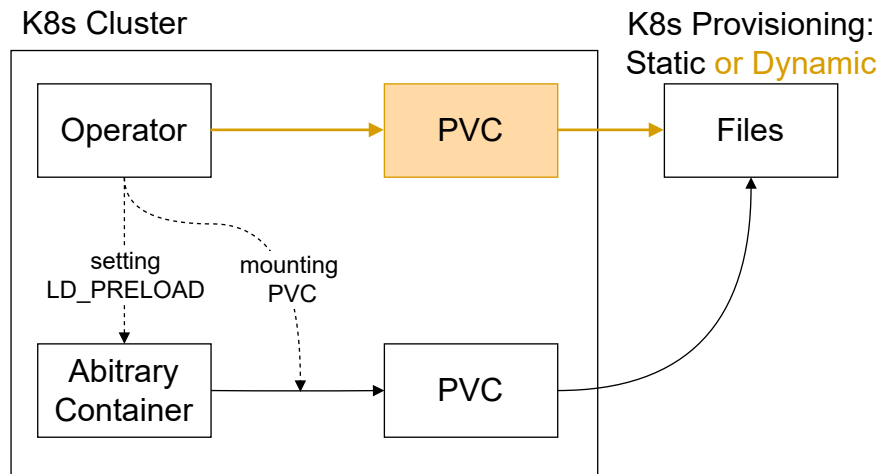 K8s Cluster
K8s Provisioning:
Static or Dynamic
Operator
PVC
Files
setting
LD_PRELOAD
mounting
PVC
Abitrary
Container
PVC